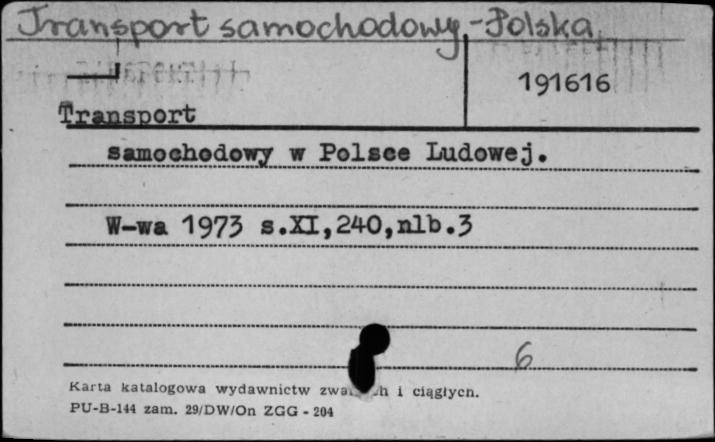 Transport samochodowy - Polska
191616
Transport
samochodowy w Polsce Ludowej.
W-wa 1973 s.XI,240,nlb.3
6
Karta katalogowa wydawnictw i ciągłych.
PU-B-144 zam. 29/DW/On ZGG - 204